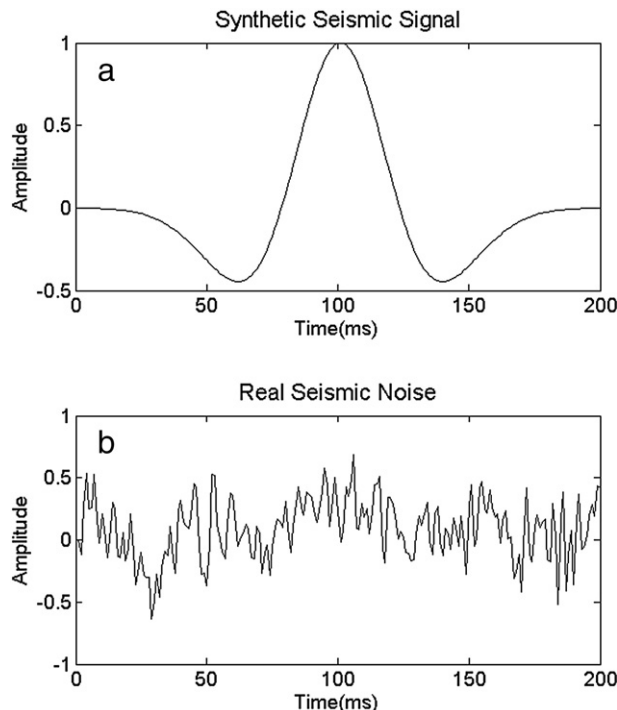 Synthetic Seismic Signal
a
1
0.5
0
-0.5
Amplitude
0 50 100 150 200
Time(ms)
Real Seismic Noise
b
1
0.5
0
-0.5
-1
Amplitude
0 50 100 150 200
Time(ms)